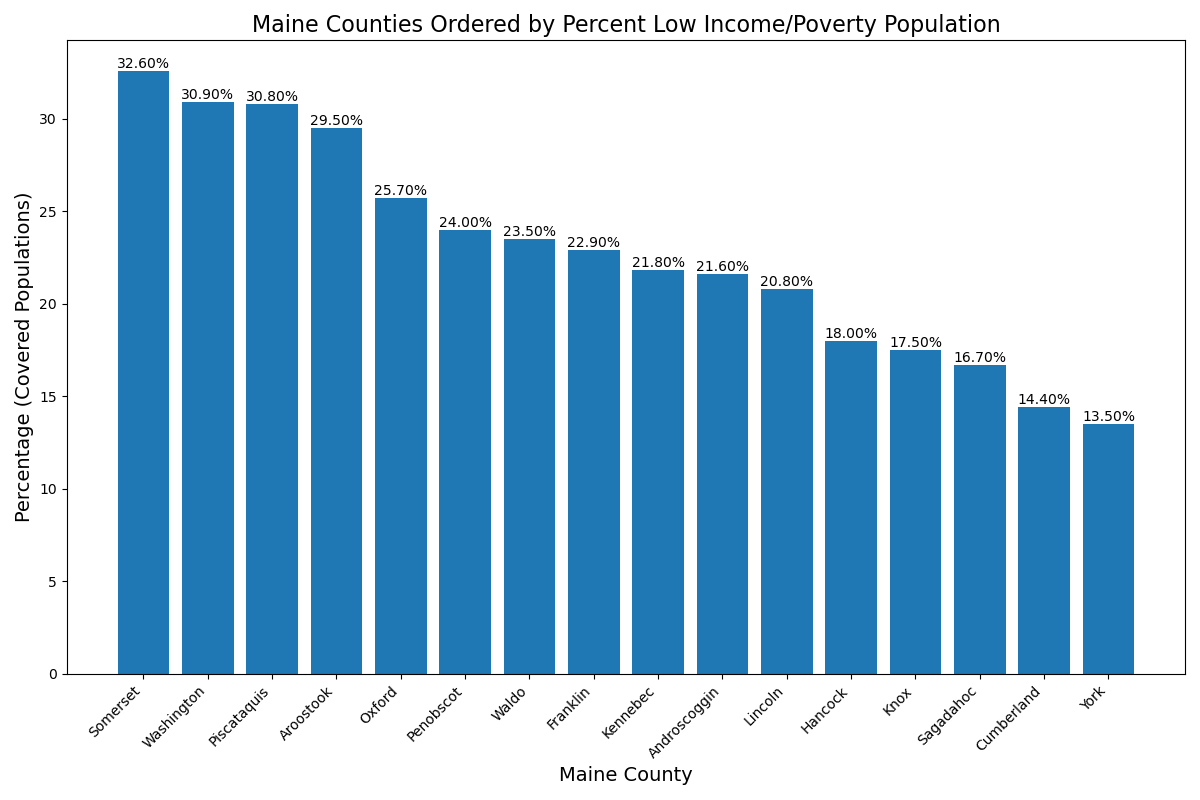 Maine Counties Ordered by Percent Low Income/Poverty Population
Percentage (Covered Populations)
30
25
20
15
10
5
0
32.60%
30.90%
30.80%
29.50%
25.70%
24.00%
23.50%
22.90%
21.80%
21.60%
20.80%
18.00%
17.50%
16.70%
14.40%
13.50%
Somerset
Washington
Piscataquis
Aroostook
Oxford
Penobscot
Waldo
Franklin
Kennebec
Androscoggin
Lincoln
Hancock
Knox
Sagadahoc
Cumberland
York
Maine County